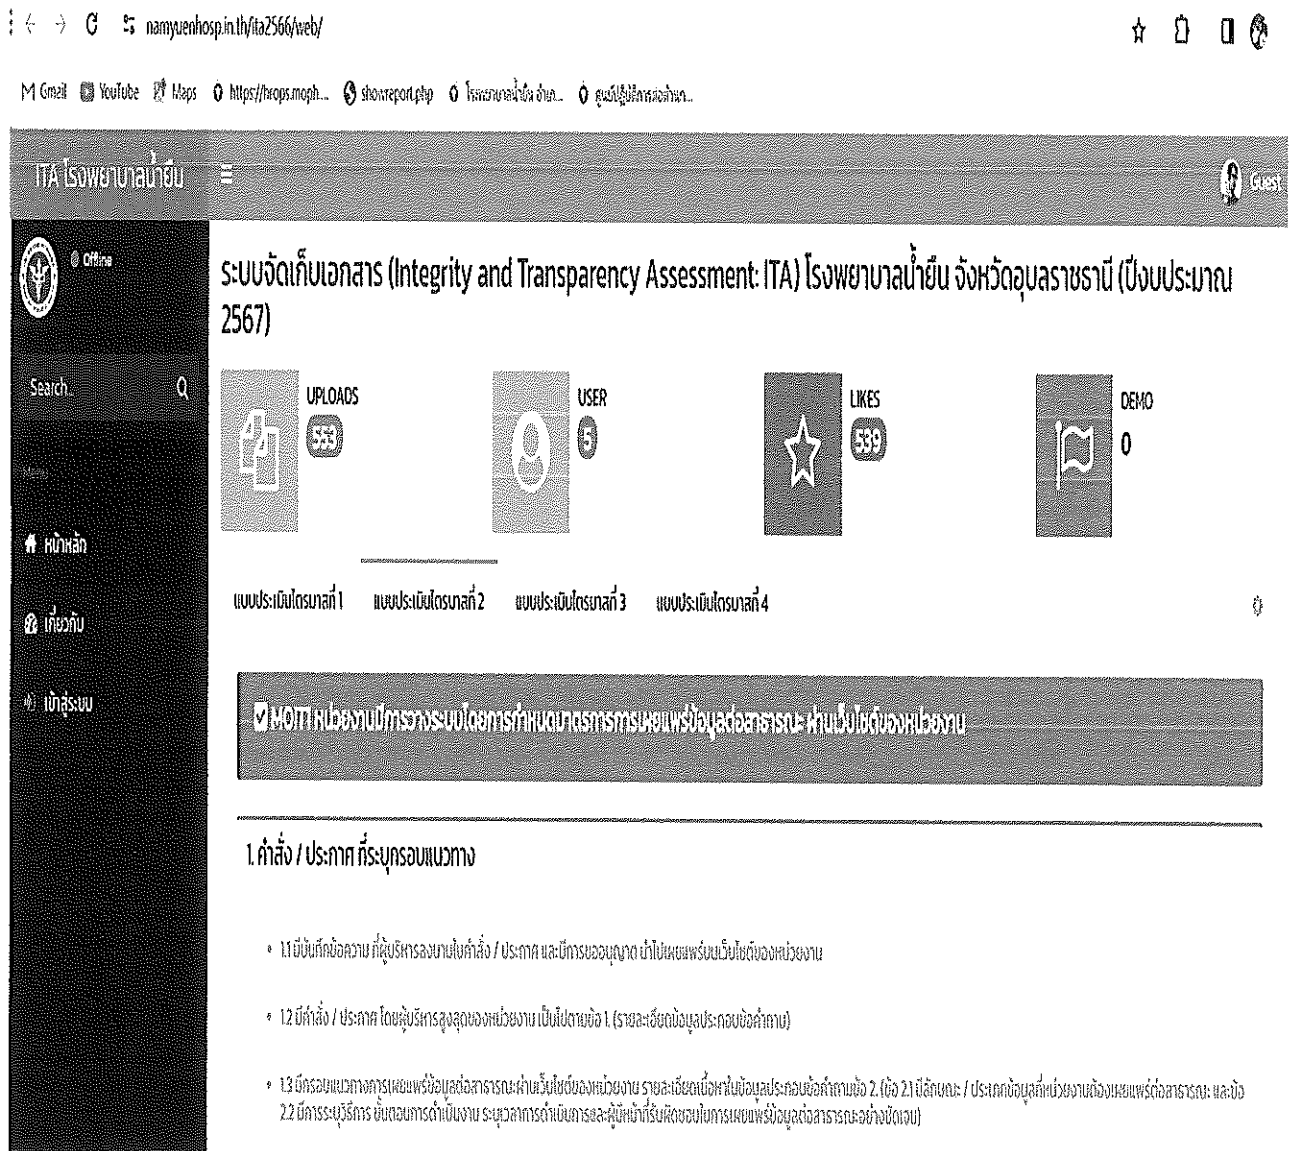 namyuenhosp.in.th/ita2566/web/
Gmail YouTube Maps https://hrops.moph... showreport.php โรงพยาบาลน้ำยืน อำเภ...
ITA โรงพยาบาลน้ำยืน
Guest
Offline
ระบบจัดเก็บเอกสาร (Integrity and Transparency Assessment: ITA) โรงพยาบาลน้ำยืน จังหวัดอุบลราชธานี (ปีงบประมาณ
2567)
Search...
UPLOADS
553
USER
5
LIKES
539
DEMO
0
Menu
หน้าหลัก
เกี่ยวกับ
เข้าสู่ระบบ
แบบประเมินไตรมาสที่ 1 แบบประเมินไตรมาสที่ 2 แบบประเมินไตรมาสที่ 3 แบบประเมินไตรมาสที่ 4
หน่วยงานมีการวางระบบโดยการกำหนดมาตรการการเผยแพร่ข้อมูลต่อสาธารณะ ผ่านเว็บไซต์ของหน่วยงาน
1. คำสั่ง / ประกาศ ที่ระบุกรอบแนวทาง
1.1 มีบันทึกข้อความ ที่ผู้บริหารลงนามในคำสั่ง / ประกาศ และมีการขออนุญาต นำไปเผยแพร่บนเว็บไซต์ของหน่วยงาน
1.2 มีคำสั่ง / ประกาศ โดยผู้บริหารสูงสุดของหน่วยงาน เป็นไปตามข้อ 1. (รายละเอียดข้อมูลประกอบข้อคำถาม)
1.3 มีกรอบแนวทางการเผยแพร่ข้อมูลต่อสาธารณะผ่านเว็บไซต์ของหน่วยงาน รายละเอียดเนื้อหาในข้อมูลประกอบข้อคำถามข้อ 2. (ข้อ 2.1 มีลักษณะ / ประเภทข้อมูลที่หน่วยงานต้องเผยแพร่ต่อสาธารณะ และข้อ
2.2 มีการระบุวิธีการ ขั้นตอนการดำเนินงาน ระบุเวลาการดำเนินการและผู้มีหน้าที่รับผิดชอบในการเผยแพร่ข้อมูลต่อสาธารณะอย่างชัดเจน)